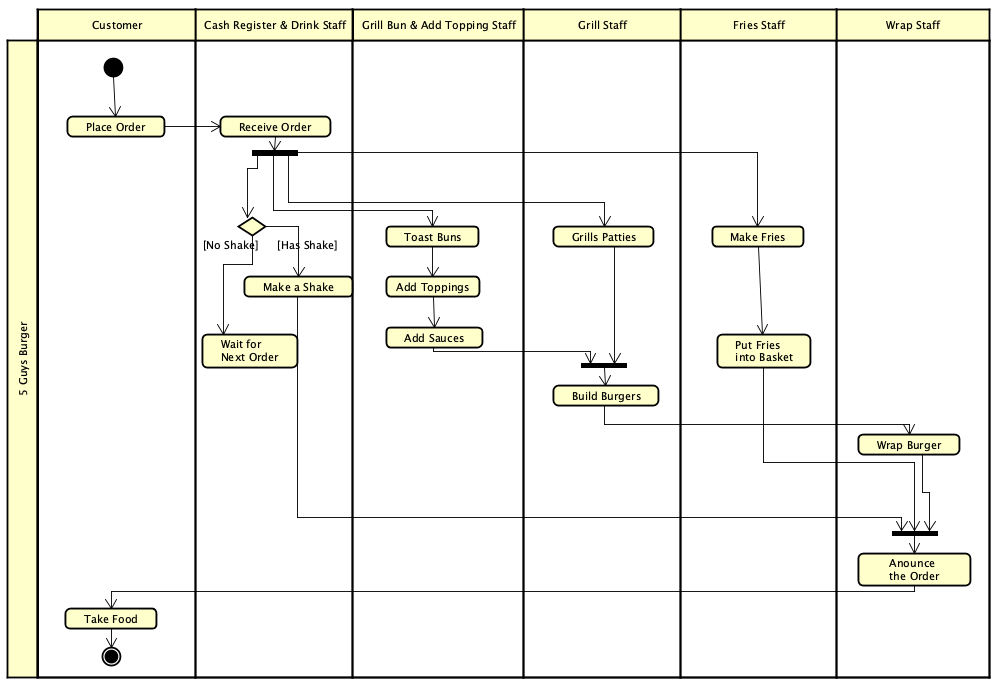 Customer
Cash Register & Drink Staff
Grill Bun & Add Topping Staff
Grill Staff
Fries Staff
Wrap Staff
5 Guys Burger
Place Order
Receive Order
[No Shake]
[Has Shake]
Toast Buns
Grills Patties
Make Fries
Make a Shake
Add Toppings
Wait for
Next Order
Add Sauces
Put Fries
into Basket
Build Burgers
Wrap Burger
Anounce
the Order
Take Food